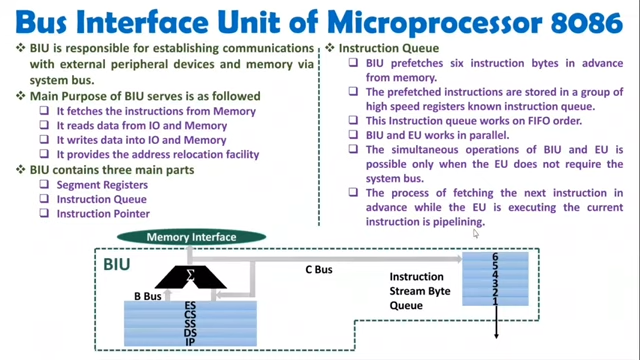 Bus Interface Unit of Microprocessor 8086
❖ BIU is responsible for establishing communications
with external peripheral devices and memory via
system bus.
❖ Main Purpose of BIU serves is as followed
❑ It fetches the instructions from Memory
❑ It reads data from IO and Memory
❑ It writes data into IO and Memory
❑ It provides the address relocation facility
❖ BIU contains three main parts
❑ Segment Registers
❑ Instruction Queue
❑ Instruction Pointer
❖ Instruction Queue
❑ BIU prefetches six instruction bytes in advance
from memory.
❑ The prefetched instructions are stored in a group of
high speed registers known instruction queue.
❑ This Instruction queue works on FIFO order.
❑ BIU and EU works in parallel.
❑ The simultaneous operations of BIU and EU is
possible only when the EU does not require the
system bus.
❑ The process of fetching the next instruction in
advance while the EU is executing the current
instruction is pipelining.
Memory Interface
BIU
Σ
B Bus
C Bus
ES
CS
SS
DS
IP
Instruction
Stream Byte
Queue
6
5
4
3
2
1